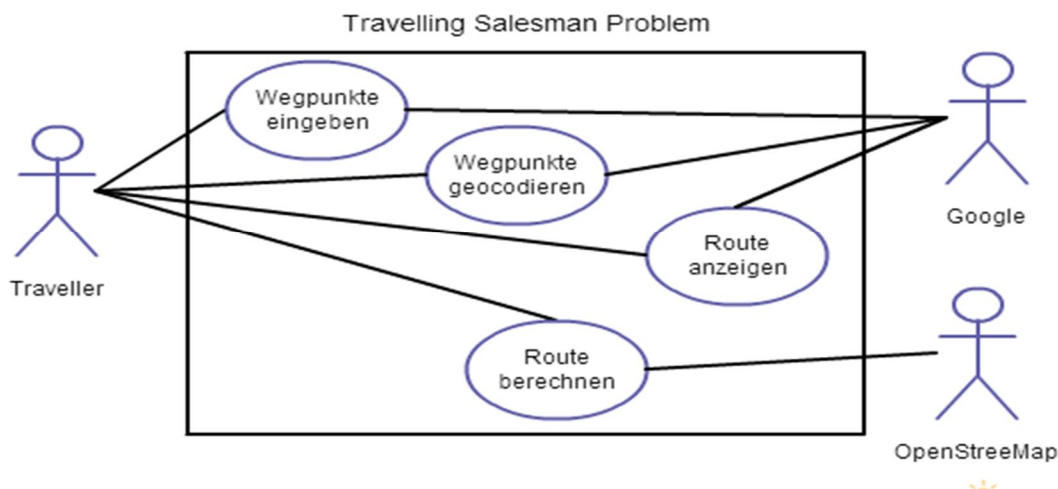 Travelling Salesman Problem
Wegpunkte
eingeben
Wegpunkte
geocodieren
Google
Route
anzeigen
Traveller
Route
berechnen
OpenStreeMap